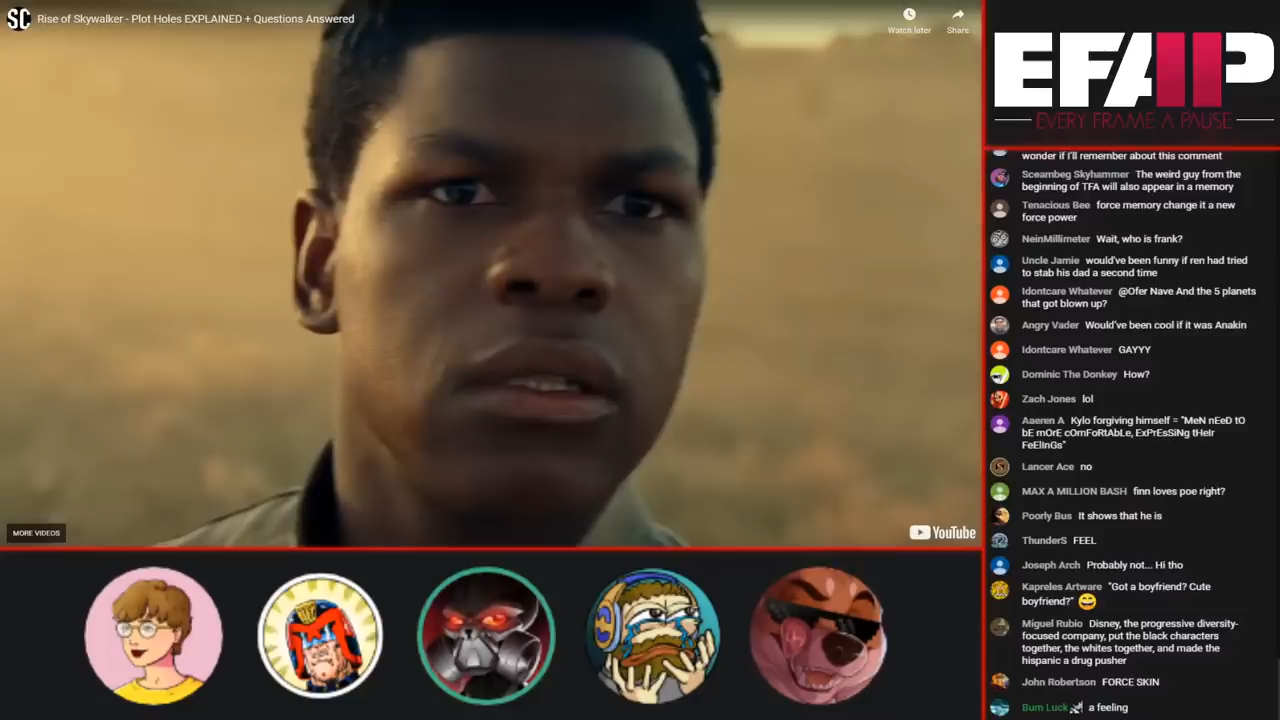 SC Rise of Skywalker - Plot Holes EXPLAINED + Questions Answered
Watch later
Share
MORE VIDEOS
YouTube
EFAP
EVERY FRAME A PAUSE
wonder if I'll remember about this comment
Sceambeg Skyhammer The weird guy from the
beginning of TFA will also appear in a memory
Tenacious Bee force memory change it a new
force power
NeinMillimeter Wait, who is frank?
Uncle Jamie would've been funny if ren had tried
to stab his dad a second time
Idontcare Whatever @Ofer Nave And the 5 planets
that got blown up?
Angry Vader Would've been cool if it was Anakin
Idontcare Whatever GAYYY
Dominic The Donkey How?
Zach Jones lol
Aaeren A Kylo forgiving himself = "MeN nEeD tO
bE mOrE cOmFoRtAbLe, ExPrEsSiNg tHeIr
FeElInGs"
Lancer Ace no
MAX A MILLION BASH finn loves poe right?
Poorly Bus It shows that he is
ThunderS FEEL
Joseph Arch Probably not... Hi tho
Kapreles Artware "Got a boyfriend? Cute
boyfriend?" 😄
Miguel Rubio Disney, the progressive diversity-
focused company, put the black characters
together, the whites together, and made the
hispanic a drug pusher
John Robertson FORCE SKIN
Bum Luck a feeling